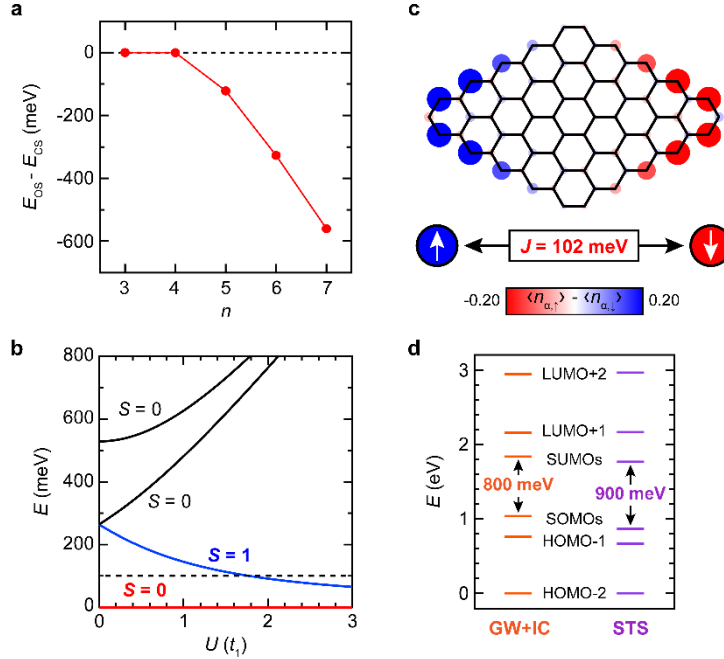 a
E_OS - E_CS (meV)
0
-200
-400
-600
3 4 5 6 7
n
b
E (meV)
800
600
400
200
0
S = 0
S = 0
S = 1
S = 0
0 1 2 3
U (t₁)
c
J = 102 meV
-0.20 ⟨n_α,↑⟩ - ⟨n_α,↓⟩ 0.20
d
E (eV)
3
2
1
0
LUMO+2
LUMO+1
SUMOs
800 meV 900 meV
SOMOs
HOMO-1
HOMO-2
GW+IC STS